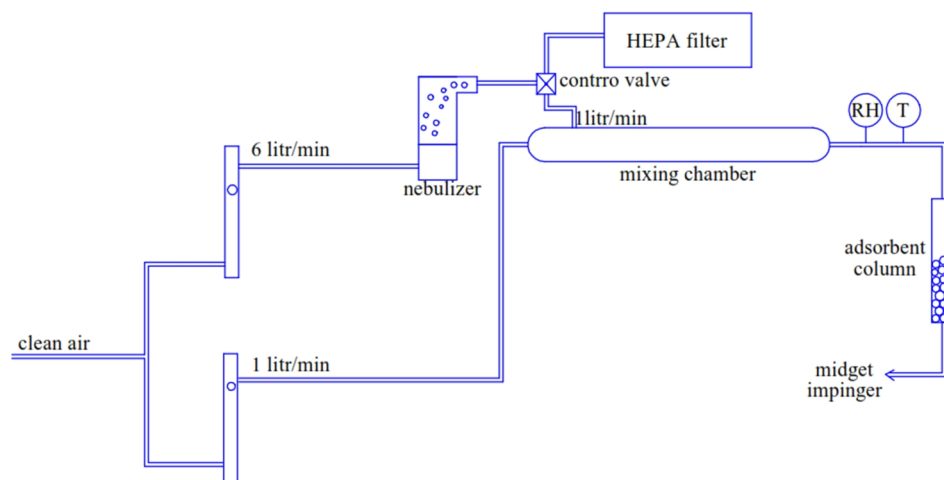 HEPA filter
contrro valve
1litr/min
RH
T
6 litr/min
nebulizer
mixing chamber
adsorbent
column
clean air
1 litr/min
midget
impinger